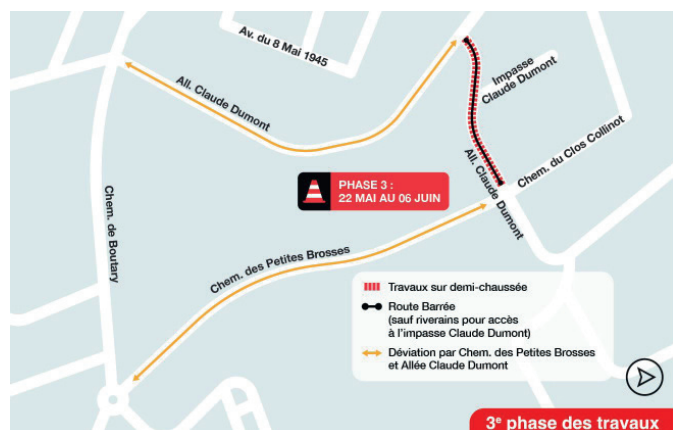 Av. du 8 Mai 1945
All. Claude Dumont
Impasse
Claude Dumont
Chem. du Clos Collinot
All. Claude Dumont
PHASE 3 :
22 MAI AU 06 JUIN
Chem. de Boutary
Chem. des Petites Brosses
Travaux sur demi-chaussée
Route Barrée
(sauf riverains pour accès
à l'impasse Claude Dumont)
Déviation par Chem. des Petites Brosses
et Allée Claude Dumont
3e phase des travaux